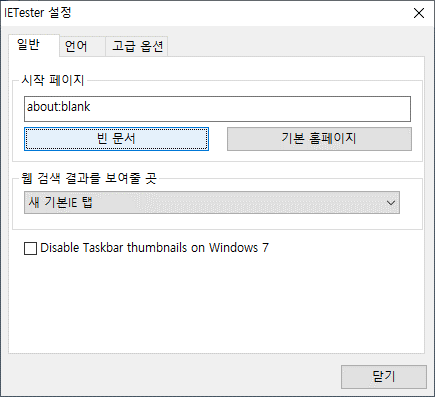 IETester 설정
일반
언어
고급 옵션
시작 페이지
about:blank
빈 문서
기본 홈페이지
웹 검색 결과를 보여줄 곳
새 기본IE 탭
Disable Taskbar thumbnails on Windows 7
닫기